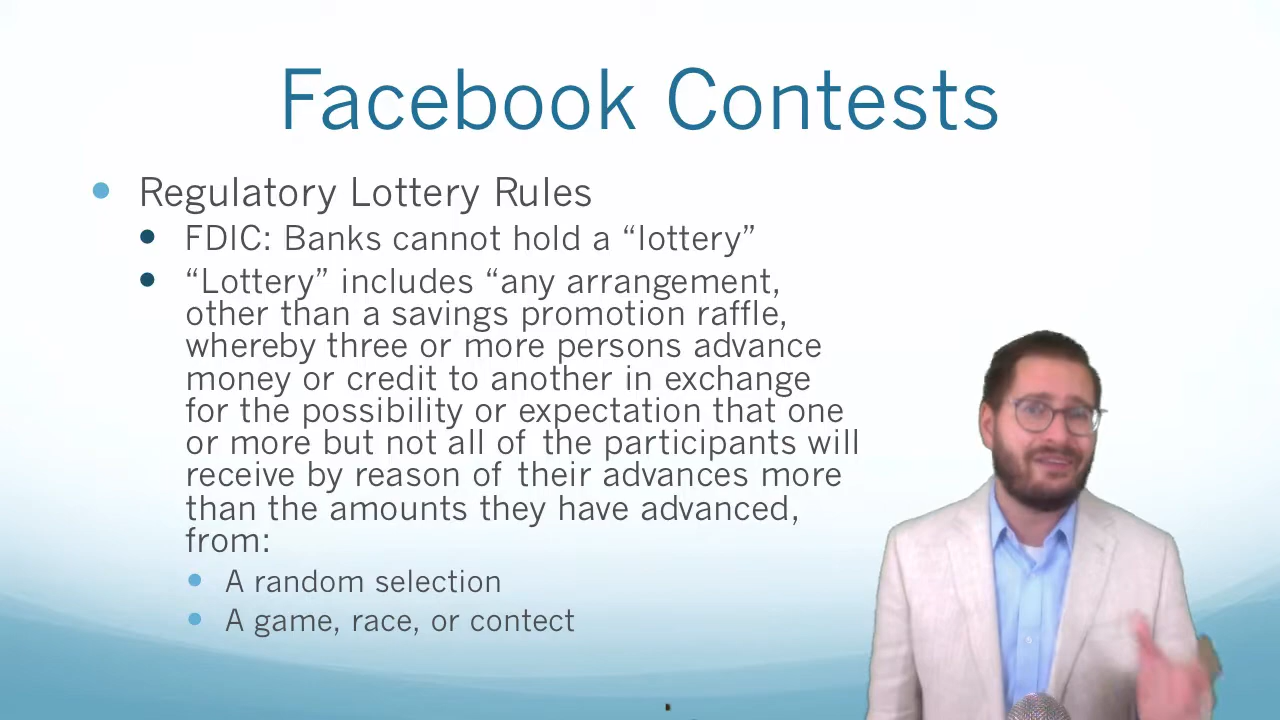 Facebook Contests
Regulatory Lottery Rules
FDIC: Banks cannot hold a “lottery”
“Lottery” includes “any arrangement,
other than a savings promotion raffle,
whereby three or more persons advance
money or credit to another in exchange
for the possibility or expectation that one
or more but not all of the participants will
receive by reason of their advances more
than the amounts they have advanced,
from:
A random selection
A game, race, or contect